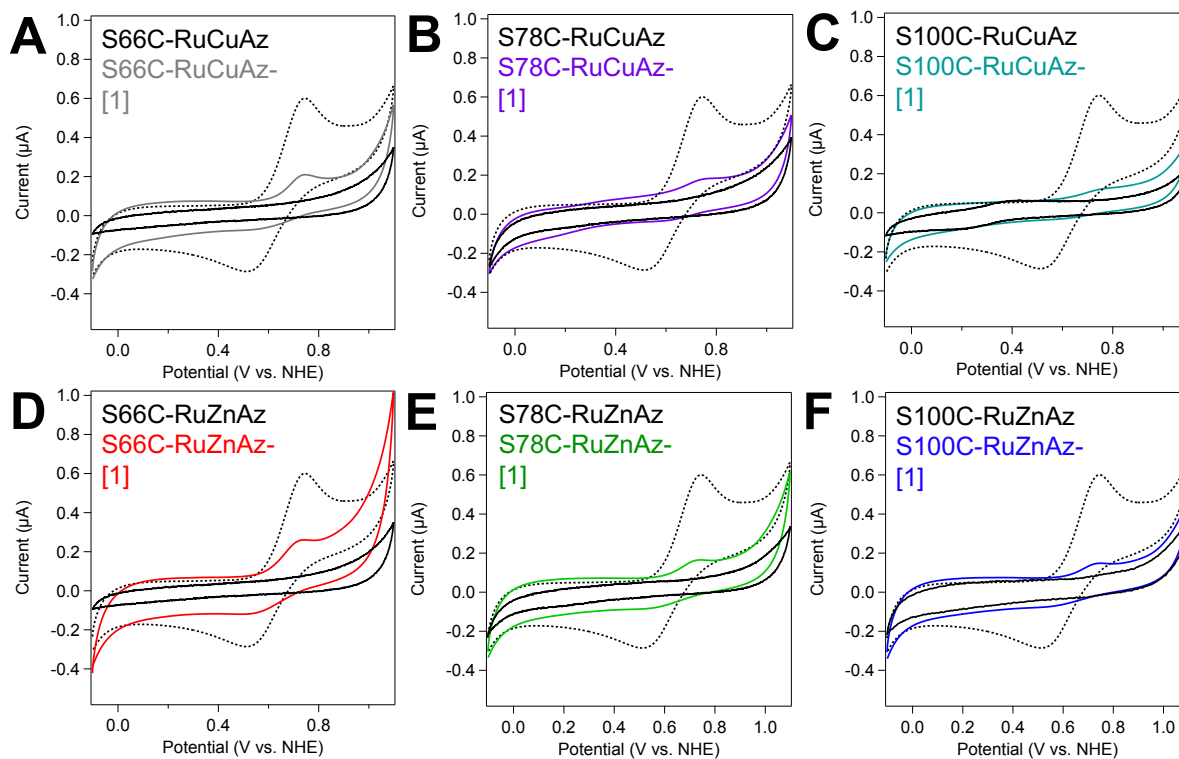 A
1.0
0.8
0.6
0.4
0.2
0.0
-0.2
-0.4
Current (µA)
S66C-RuCuAz
S66C-RuCuAz-
[1]
0.0
0.4
0.8
Potential (V vs. NHE)
B
1.0
0.8
0.6
0.4
0.2
0.0
-0.2
-0.4
Current (µA)
S78C-RuCuAz
S78C-RuCuAz-
[1]
0.0
0.4
0.8
Potential (V vs. NHE)
C
1.0
0.8
0.6
0.4
0.2
0.0
-0.2
-0.4
Current (µA)
S100C-RuCuAz
S100C-RuCuAz-
[1]
0.0
0.4
0.8
Potential (V vs. NHE)
D
1.0
0.8
0.6
0.4
0.2
0.0
-0.2
-0.4
Current (µA)
S66C-RuZnAz
S66C-RuZnAz-
[1]
0.0
0.4
0.8
Potential (V vs. NHE)
E
1.0
0.8
0.6
0.4
0.2
0.0
-0.2
-0.4
Current (µA)
S78C-RuZnAz
S78C-RuZnAz-
[1]
0.0
0.2
0.4
0.6
0.8
1.0
Potential (V vs. NHE)
F
1.0
0.8
0.6
0.4
0.2
0.0
-0.2
-0.4
Current (µA)
S100C-RuZnAz
S100C-RuZnAz-
[1]
0.0
0.2
0.4
0.6
0.8
1.0
Potential (V vs. NHE)